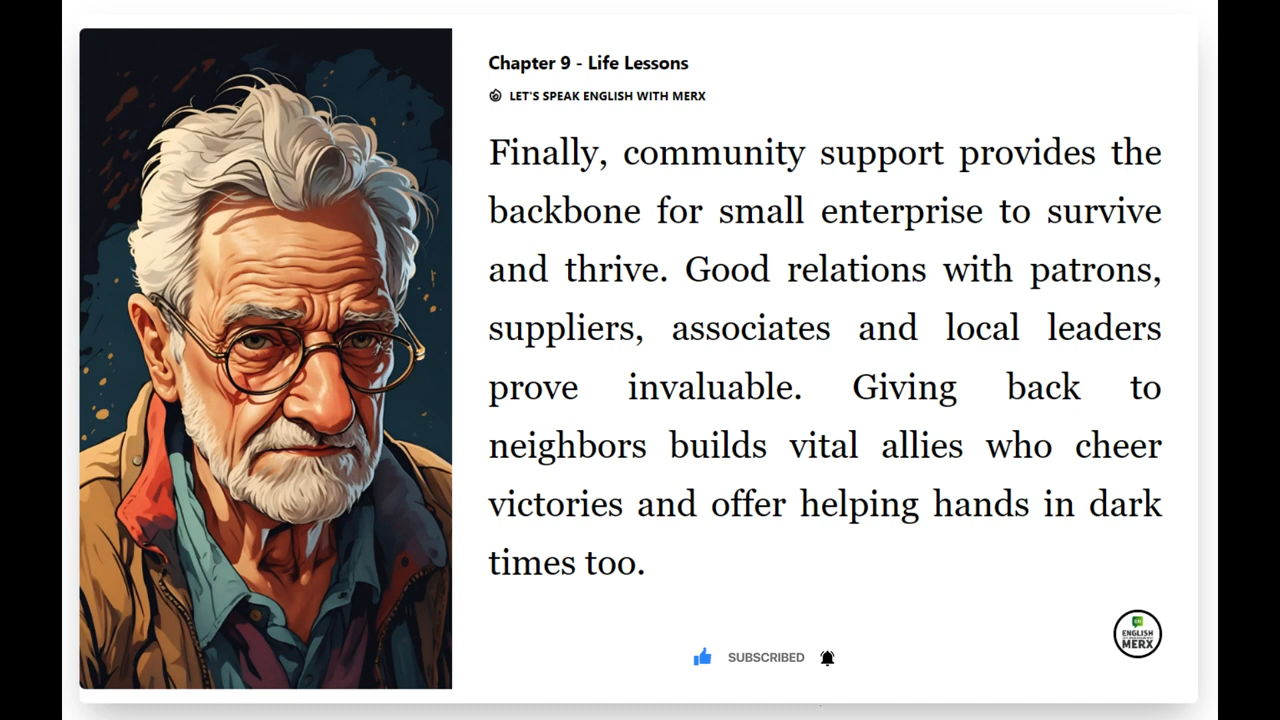 Chapter 9 - Life Lessons
LET'S SPEAK ENGLISH WITH MERX
Finally, community support provides the
backbone for small enterprise to survive
and thrive. Good relations with patrons,
suppliers, associates and local leaders
prove invaluable. Giving back to
neighbors builds vital allies who cheer
victories and offer helping hands in dark
times too.
ENGLISH
MERX
SUBSCRIBED